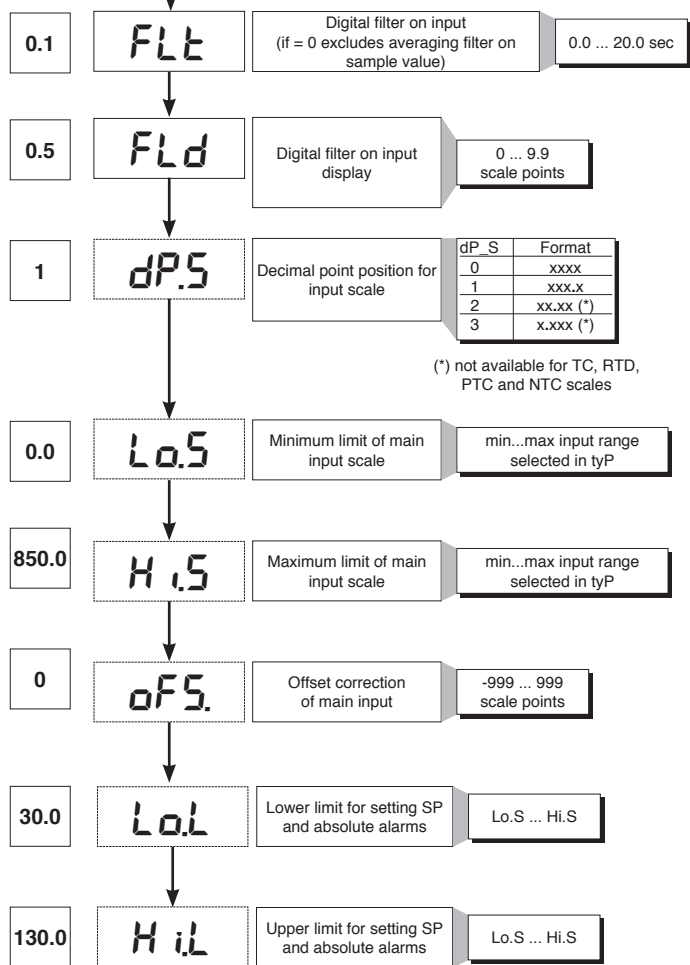 0.1
FLt
Digital filter on input
(if = 0 excludes averaging filter on
sample value)
0.0 ... 20.0 sec
0.5
FLd
Digital filter on input
display
0 ... 9.9
scale points
1
dP.S
Decimal point position for
input scale
dP_S Format
0 xxxx
1 xxx.x
2 xx.xx (*)
3 x.xxx (*)
(*) not available for TC, RTD,
PTC and NTC scales
0.0
Lo.S
Minimum limit of main
input scale
min...max input range
selected in tyP
850.0
Hi.S
Maximum limit of main
input scale
min...max input range
selected in tyP
0
oFS.
Offset correction
of main input
-999 ... 999
scale points
30.0
Lo.L
Lower limit for setting SP
and absolute alarms
Lo.S ... Hi.S
130.0
Hi.L
Upper limit for setting SP
and absolute alarms
Lo.S ... Hi.S